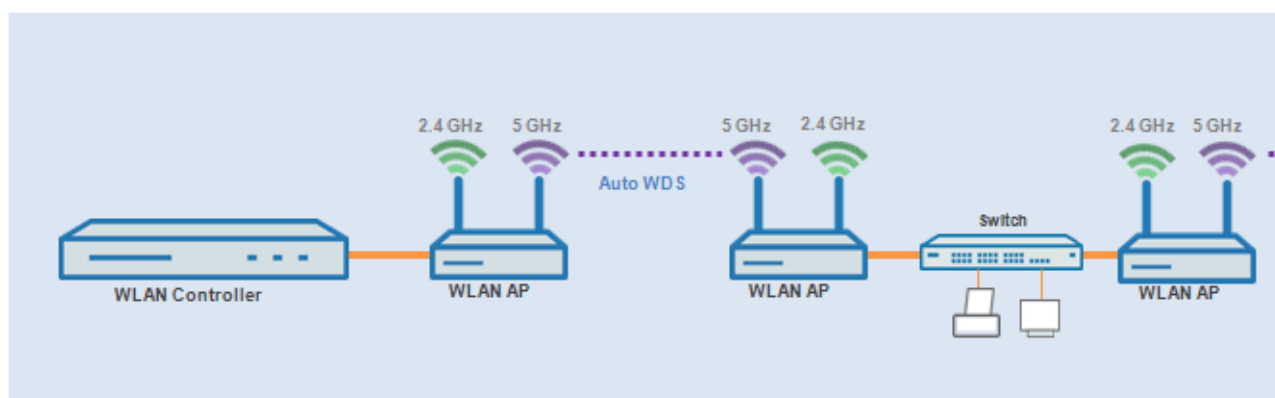 2.4 GHz 5 GHz 5 GHz 2.4 GHz 2.4 GHz 5 GHz
Auto WDS
Switch
WLAN Controller WLAN AP WLAN AP WLAN AP